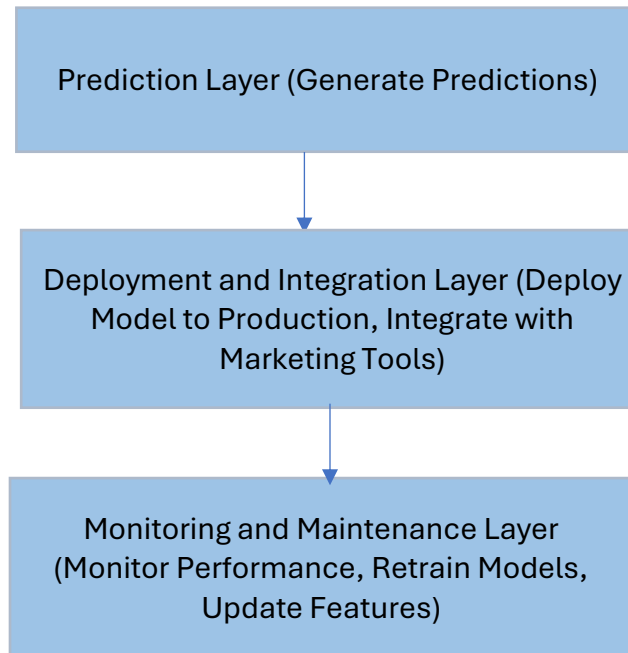 Prediction Layer (Generate Predictions)
Deployment and Integration Layer (Deploy
Model to Production, Integrate with
Marketing Tools)
Monitoring and Maintenance Layer
(Monitor Performance, Retrain Models,
Update Features)